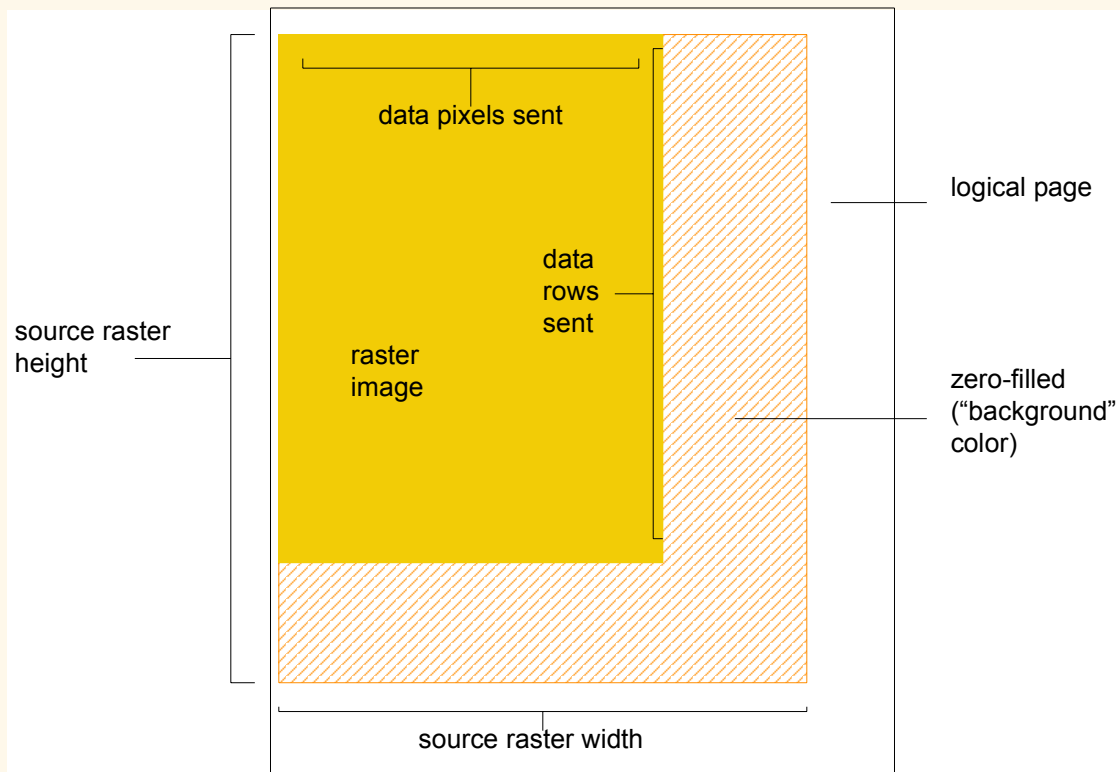 data pixels sent
logical page
data
rows
sent
source raster
height
raster
image
zero-filled
(“background”
color)
source raster width